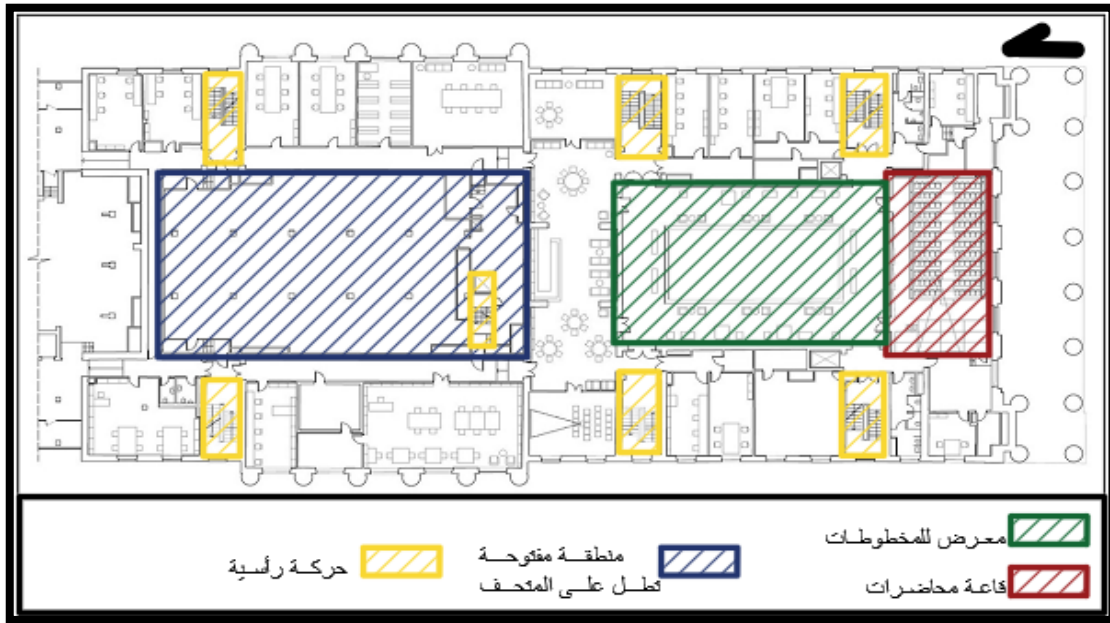 معرض للمخطوطات
قاعة محاضرات
منطقة مفتوحة
تطل على المتحف
حركة رأسية